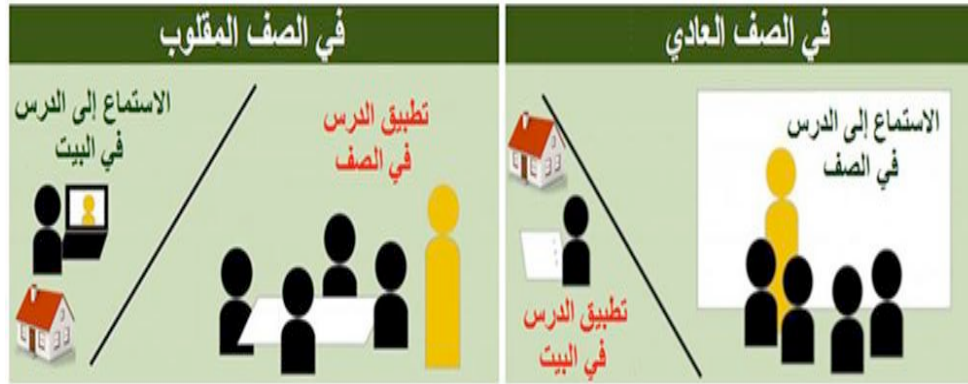 في الصف العادي
الاستماع إلى الدرس
في الصف
تطبيق الدرس
في البيت
في الصف المقلوب
تطبيق الدرس
في الصف
الاستماع إلى الدرس
في البيت